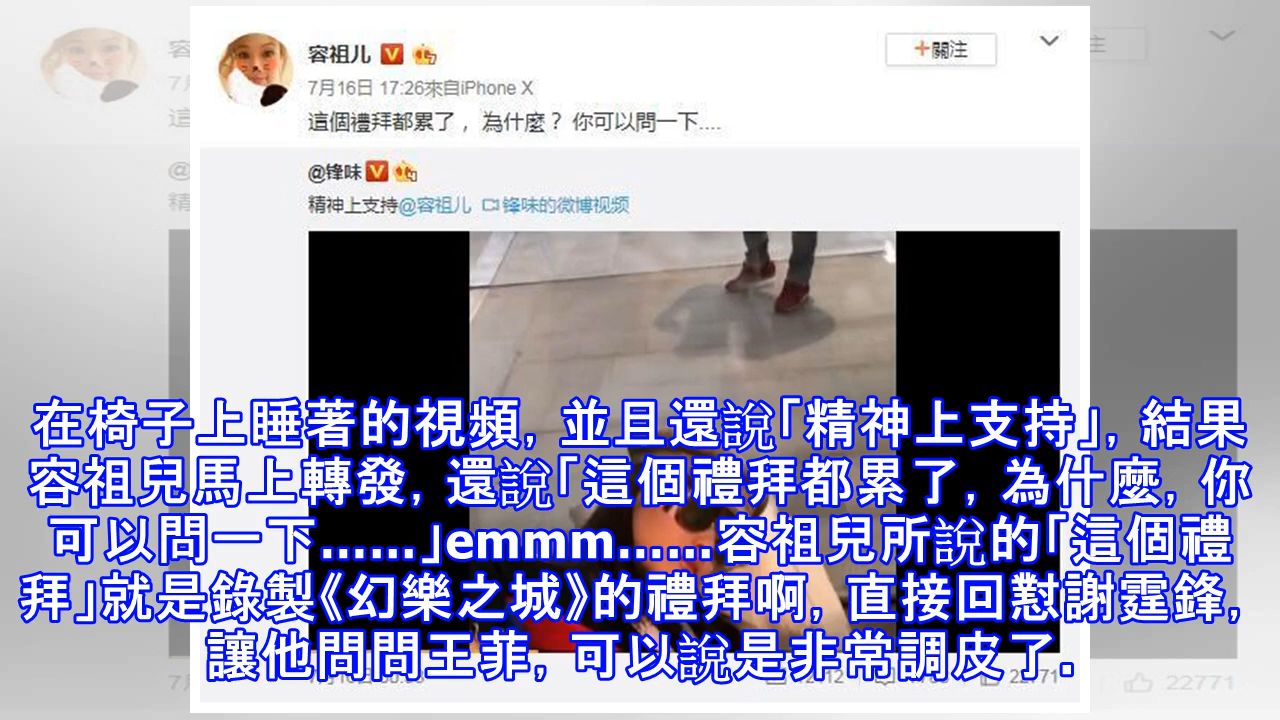 容祖儿
+關注
7月16日 17:26來自iPhone X
這個禮拜都累了，為什麼？你可以問一下....
@锋味
精神上支持@容祖儿 锋味的微博视频
在椅子上睡著的視頻, 並且還說「精神上支持」, 結果
容祖兒馬上轉發, 還說「這個禮拜都累了, 為什麼, 你
可以問一下......」emmm......容祖兒所說的「這個禮
拜」就是錄製《幻樂之城》的禮拜啊, 直接回懟謝霆鋒,
讓他問問王菲, 可以說是非常調皮了.
22771